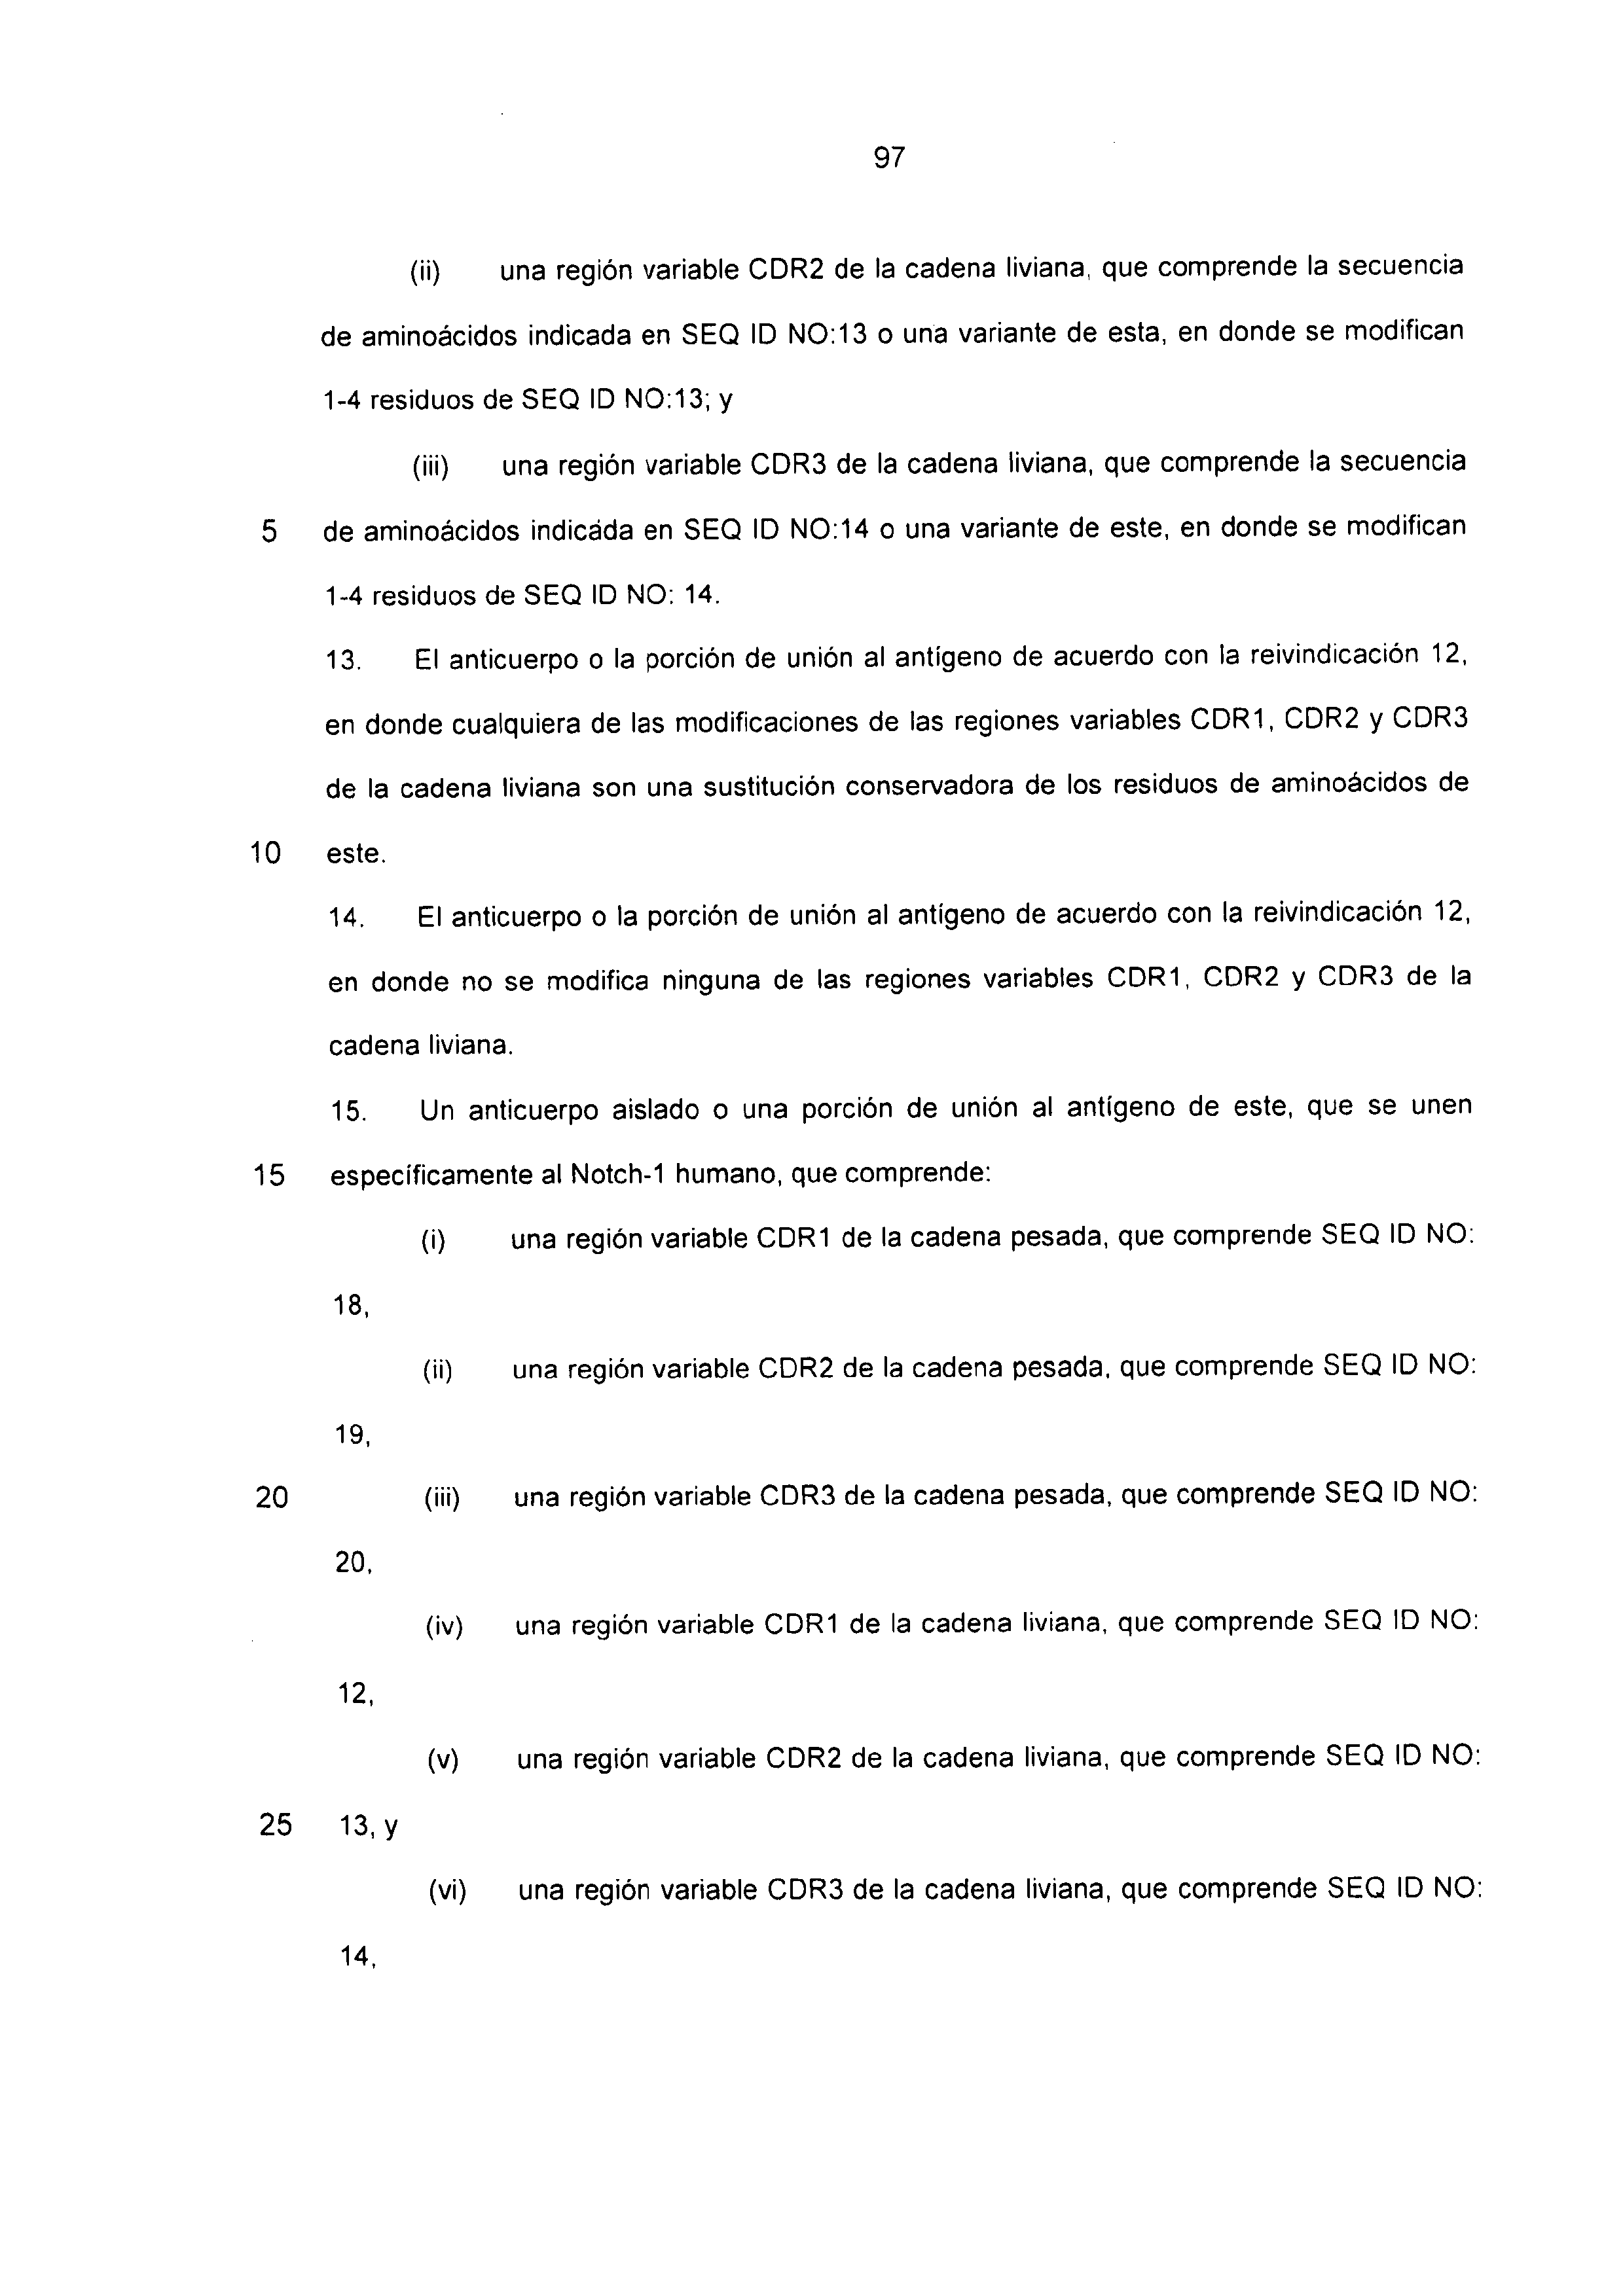 97
(ii) una región variable CDR2 de la cadena liviana, que comprende la secuencia
de aminoácidos indicada en SEQ ID NO:13 o una variante de esta, en donde se modifican
1-4 residuos de SEQ ID NO:13; y
(iii) una región variable CDR3 de la cadena liviana, que comprende la secuencia
5 de aminoácidos indicada en SEQ ID NO:14 o una variante de este, en donde se modifican
1-4 residuos de SEQ ID NO: 14.
13. El anticuerpo o la porción de unión al antígeno de acuerdo con la reivindicación 12,
en donde cualquiera de las modificaciones de las regiones variables CDR1, CDR2 y CDR3
de la cadena liviana son una sustitución conservadora de los residuos de aminoácidos de
10 este.
14. El anticuerpo o la porción de unión al antígeno de acuerdo con la reivindicación 12,
en donde no se modifica ninguna de las regiones variables CDR1, CDR2 y CDR3 de la
cadena liviana.
15. Un anticuerpo aislado o una porción de unión al antígeno de este, que se unen
15 específicamente al Notch-1 humano, que comprende:
(i) una región variable CDR1 de la cadena pesada, que comprende SEQ ID NO:
18,
(ii) una región variable CDR2 de la cadena pesada, que comprende SEQ ID NO:
19,
20 (iii) una región variable CDR3 de la cadena pesada, que comprende SEQ ID NO:
20,
(iv) una región variable CDR1 de la cadena liviana, que comprende SEQ ID NO:
12,
(v) una región variable CDR2 de la cadena liviana, que comprende SEQ ID NO:
25 13, y
(vi) una región variable CDR3 de la cadena liviana, que comprende SEQ ID NO:
14,